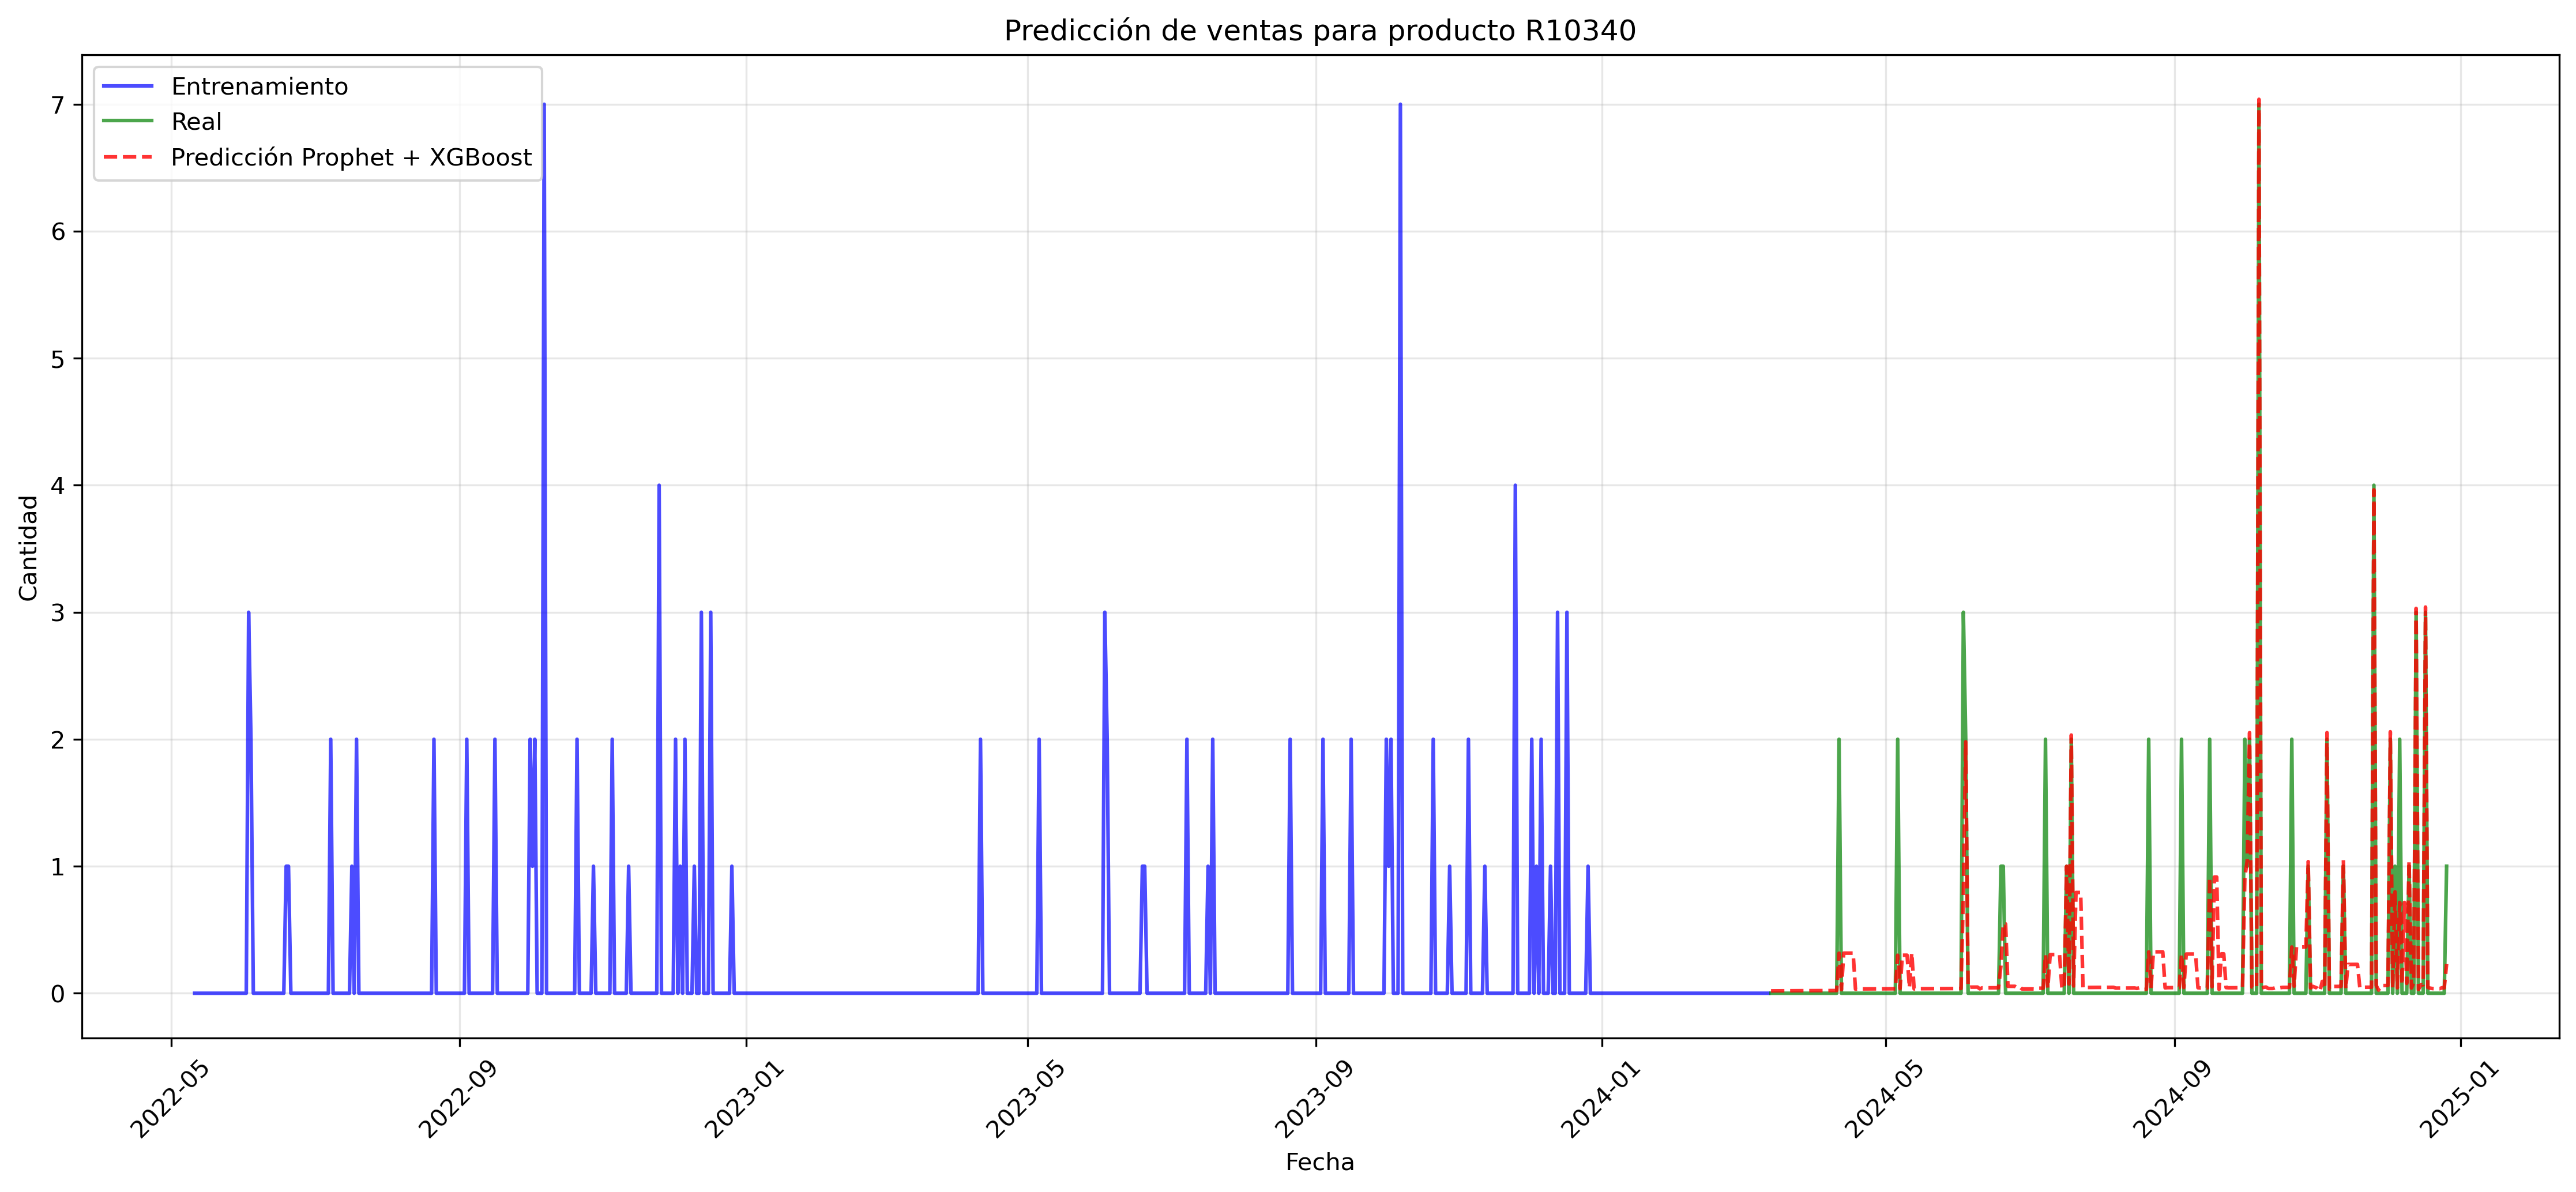 Predicción de ventas para producto R10340
Entrenamiento
Real
Predicción Prophet + XGBoost
7
6
5
4
3
2
1
0
Cantidad
2022-05
2022-09
2023-01
2023-05
2023-09
2024-01
2024-05
2024-09
2025-01
Fecha